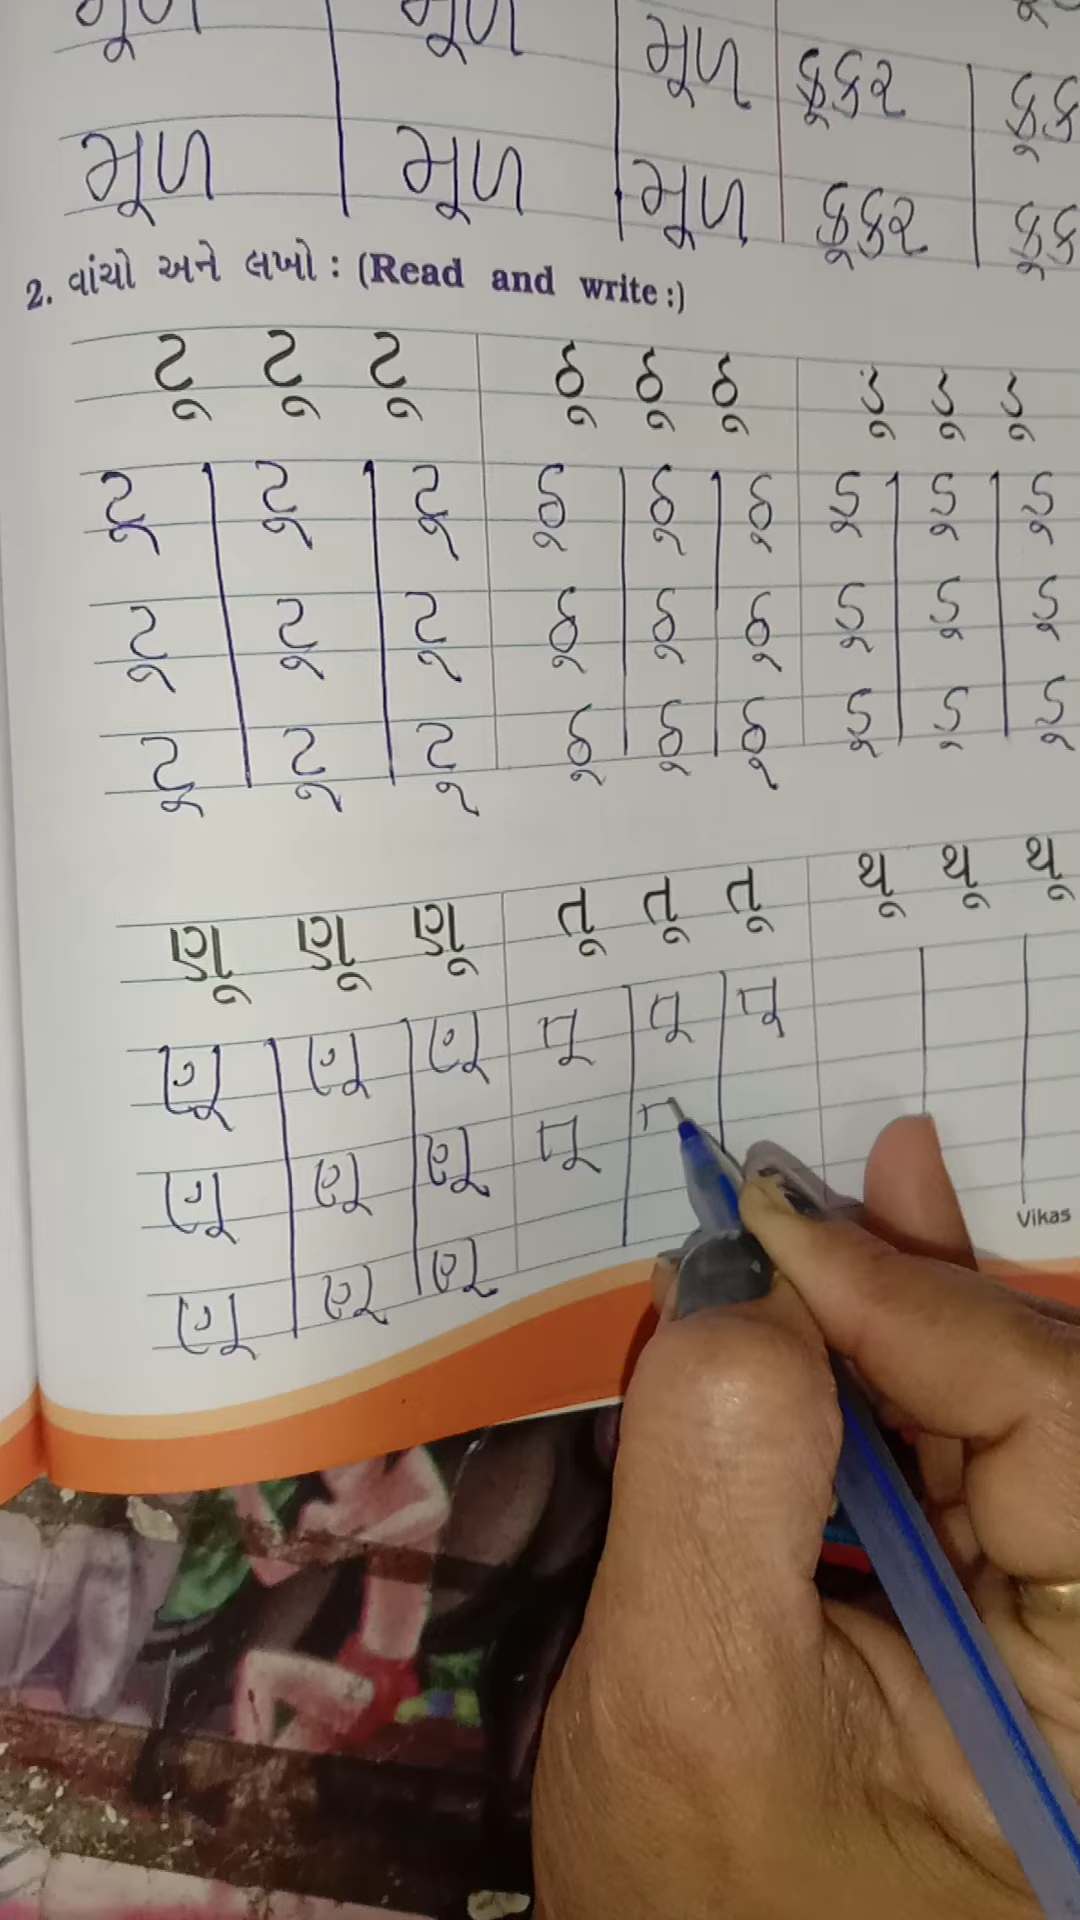 મૂળ મૂળ મૂળ કૂકર કૂક
મૂળ મૂળ મૂળ કૂકર કૂક
2. વાંચો અને લખો : (Read and write :)
ટૂ ટૂ ટૂ ઠૂ ઠૂ ઠૂ ડૂ ડૂ ડૂ
ટૂ ટૂ ટૂ ઠૂ ઠૂ ઠૂ ડૂ ડૂ ડૂ
ટૂ ટૂ ટૂ ઠૂ ઠૂ ઠૂ ડૂ ડૂ ડૂ
ટૂ ટૂ ટૂ ઠૂ ઠૂ ઠૂ ડૂ ડૂ ડૂ
ણૂ ણૂ ણૂ તૂ તૂ તૂ થૂ થૂ થૂ
ણૂ ણૂ ણૂ તૂ તૂ તૂ
ણૂ ણૂ ણૂ તૂ
ણૂ ણૂ ણૂ
Vikas